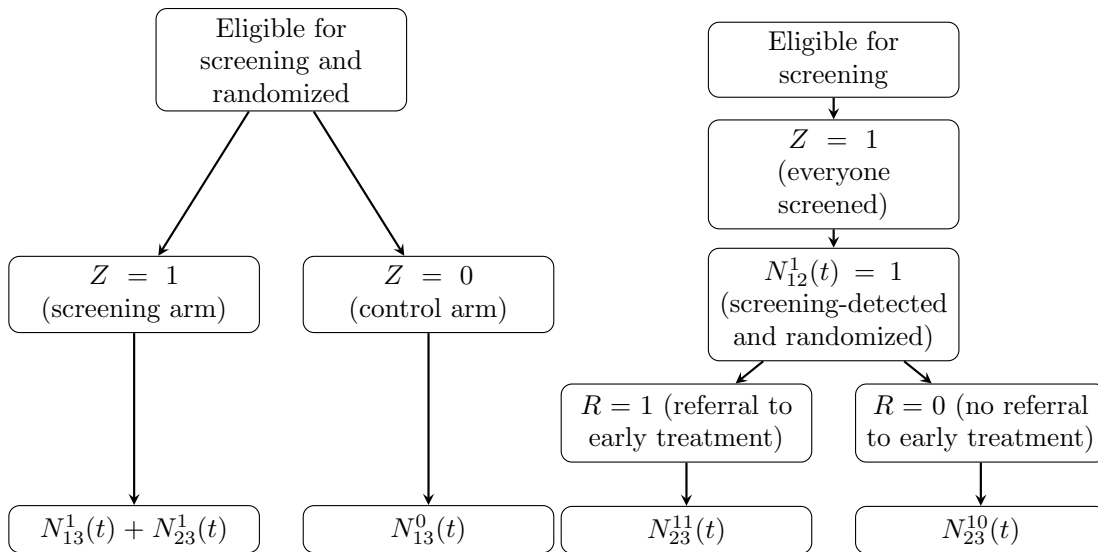 Eligible for
screening and
randomized
Z = 1
(screening arm)
Z = 0
(control arm)
N^1_{13}(t) + N^1_{23}(t)
N^0_{13}(t)
Eligible for
screening
Z = 1
(everyone
screened)
N^1_{12}(t) = 1
(screening-detected
and randomized)
R = 1 (referral to
early treatment)
R = 0 (no referral
to early treatment)
N^{11}_{23}(t)
N^{10}_{23}(t)